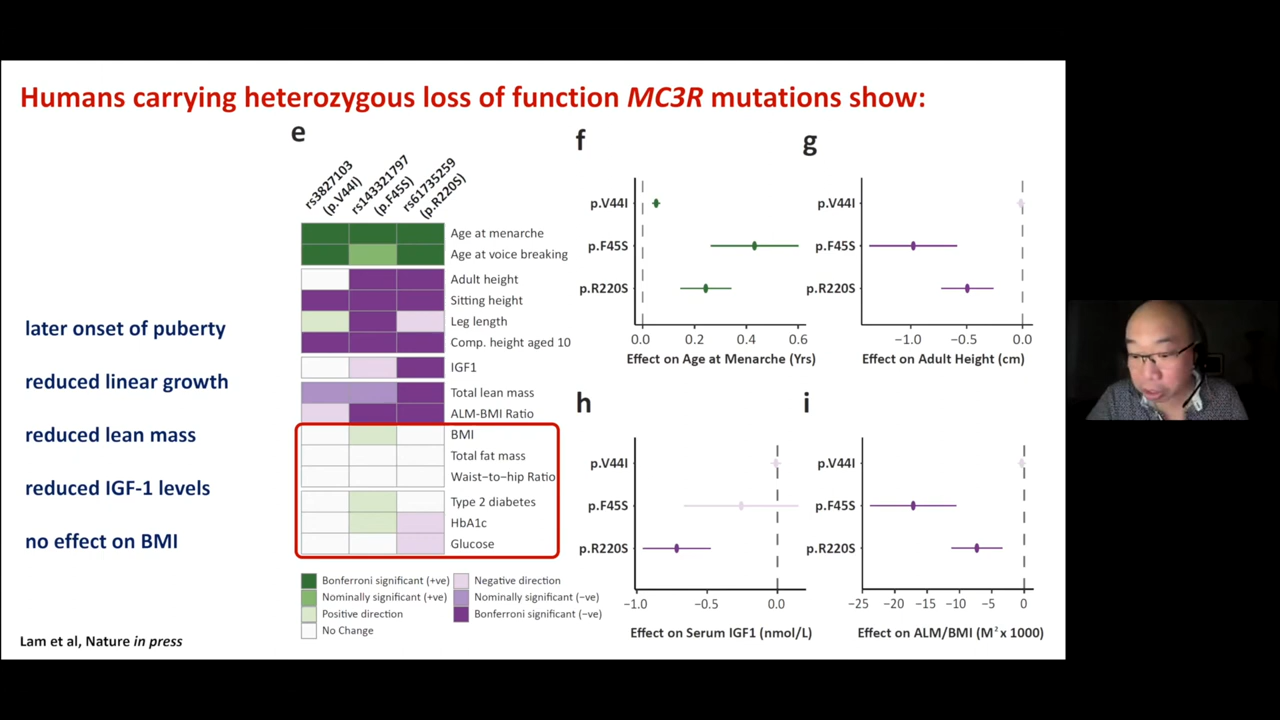 Humans carrying heterozygous loss of function MC3R mutations show:
later onset of puberty
reduced linear growth
reduced lean mass
reduced IGF-1 levels
no effect on BMI
Lam et al, Nature in press
e
rs3827103
(p.V44I)
rs143321797
(p.F45S)
rs61735259
(p.R220S)
Age at menarche
Age at voice breaking
Adult height
Sitting height
Leg length
Comp. height aged 10
IGF1
Total lean mass
ALM-BMI Ratio
BMI
Total fat mass
Waist−to−hip Ratio
Type 2 diabetes
HbA1c
Glucose
Bonferroni significant (+ve)
Nominally significant (+ve)
Positive direction
No Change
Negative direction
Nominally significant (−ve)
Bonferroni significant (−ve)
f
p.V44I
p.F45S
p.R220S
0.0 0.2 0.4 0.6
Effect on Age at Menarche (Yrs)
g
p.V44I
p.F45S
p.R220S
−1.0 −0.5 0.0
Effect on Adult Height (cm)
h
p.V44I
p.F45S
p.R220S
−1.0 −0.5 0.0
Effect on Serum IGF1 (nmol/L)
i
p.V44I
p.F45S
p.R220S
−25 −20 −15 −10 −5 0
Effect on ALM/BMI (M² x 1000)